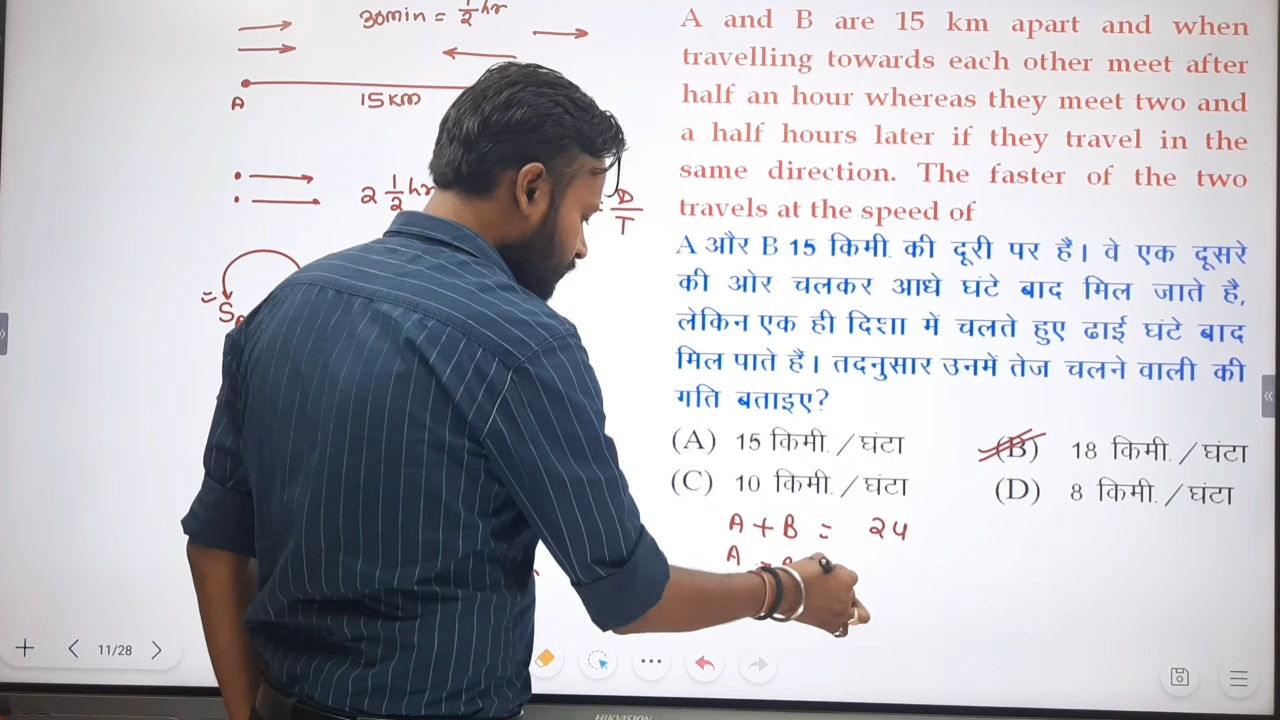 30min = 1/2 hr
A
15KM
2 1/2 hr
D/T
= S
A and B are 15 km apart and when
travelling towards each other meet after
half an hour whereas they meet two and
a half hours later if they travel in the
same direction. The faster of the two
travels at the speed of
A और B 15 किमी. की दूरी पर हैं। वे एक दूसरे
की ओर चलकर आधे घंटे बाद मिल जाते है,
लेकिन एक ही दिशा में चलते हुए ढाई घंटे बाद
मिल पाते हैं। तदनुसार उनमें तेज चलने वाली की
गति बताइए?
(A) 15 किमी./घंटा (B) 18 किमी./घंटा
(C) 10 किमी./घंटा (D) 8 किमी./घंटा
A + B = 24
A -
11/28
HIKVISION